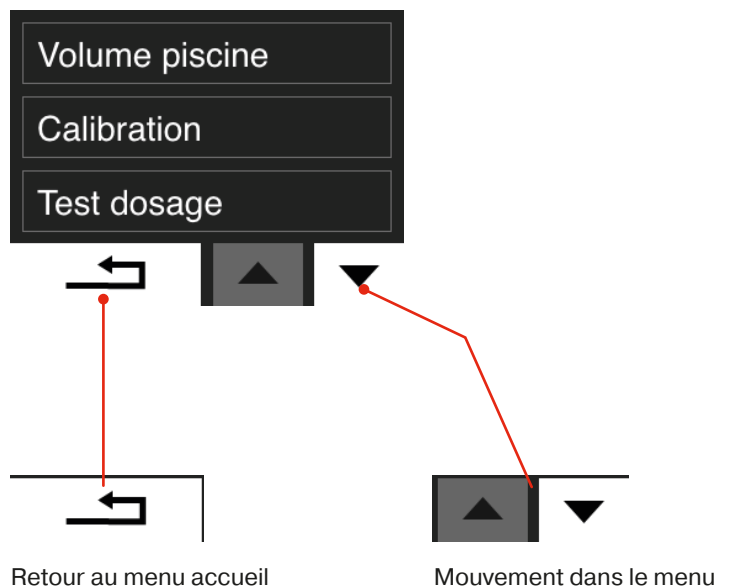 Volume piscine
Calibration
Test dosage
Retour au menu accueil
Mouvement dans le menu